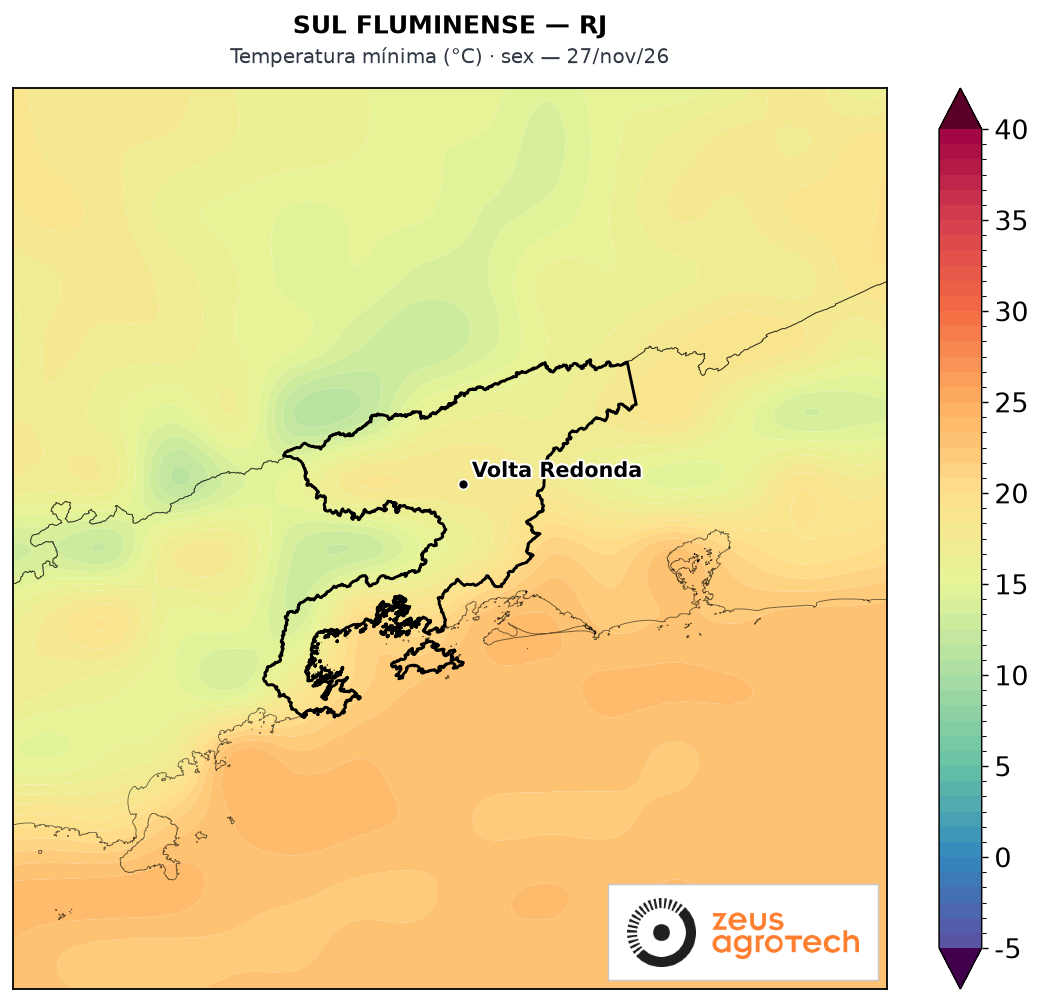 SUL FLUMINENSE — RJ
Temperatura mínima (°C) · sex — 27/nov/26
40
35
30
25
20
15
10
5
0
-5
Volta Redonda
zeus
agrotech